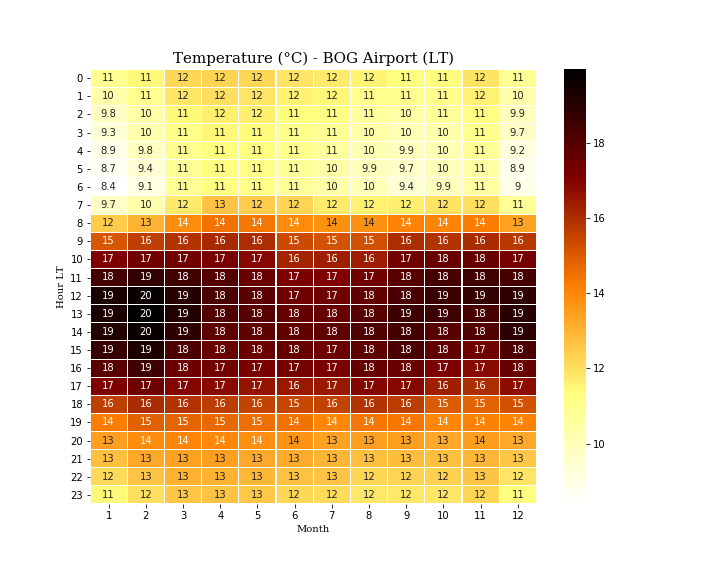 Temperature (°C) - BOG Airport (LT)
0 11 11 12 12 12 12 12 12 11 11 12 11
1 10 11 12 12 12 12 12 11 11 11 12 10
2 9.8 10 11 12 12 11 11 11 10 11 11 9.9
3 9.3 10 11 11 11 11 11 10 10 10 11 9.7
4 8.9 9.8 11 11 11 11 11 10 9.9 10 11 9.2
18
5 8.7 9.4 11 11 11 11 10 9.9 9.7 10 11 8.9
6 8.4 9.1 11 11 11 11 10 10 9.4 9.9 11 9
7 9.7 10 12 13 12 12 12 12 12 12 12 11
8 12 13 14 14 14 14 14 14 14 14 14 13
16
9 15 16 16 16 16 15 15 15 16 16 16 16
10 17 17 17 17 17 16 16 16 17 18 18 17
11 18 19 18 18 18 17 17 17 18 18 18 18
Hour LT
12 19 20 19 18 18 17 17 18 18 19 19 19
14
13 19 20 19 18 18 18 18 18 19 19 18 19
14 19 20 19 18 18 18 18 18 18 18 18 19
15 19 19 18 18 18 18 17 18 18 18 17 18
16 18 19 18 17 17 17 17 18 18 17 17 18
12
17 17 17 17 17 17 16 17 17 17 16 16 17
18 16 16 16 16 16 15 16 16 16 15 15 15
19 14 15 15 15 15 14 14 14 14 14 14 14
20 13 14 14 14 14 14 13 13 13 13 14 13
10
21 13 13 13 13 13 13 13 13 13 13 13 13
22 12 13 13 13 13 13 13 12 12 12 13 12
23 11 12 13 13 13 12 12 12 12 12 12 11
1 2 3 4 5 6 7 8 9 10 11 12
Month